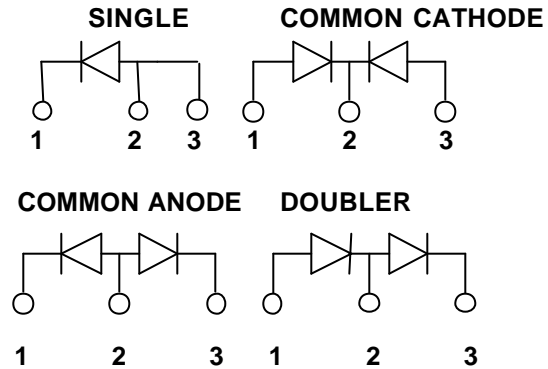 SINGLE COMMON CATHODE
1 2 3 1 2 3
COMMON ANODE DOUBLER
1 2 3 1 2 3